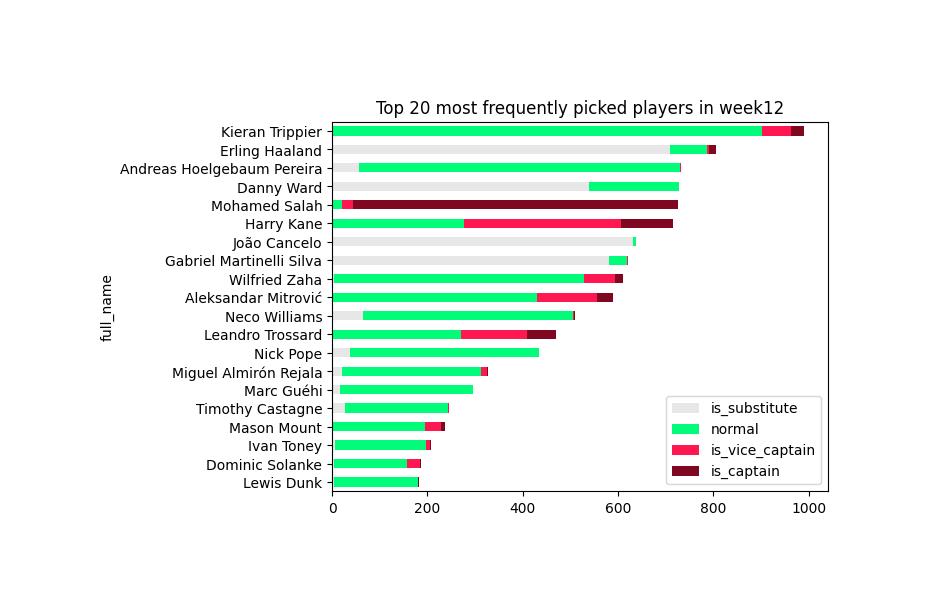 Top 20 most frequently picked players in week12
full_name
Kieran Trippier
Erling Haaland
Andreas Hoelgebaum Pereira
Danny Ward
Mohamed Salah
Harry Kane
João Cancelo
Gabriel Martinelli Silva
Wilfried Zaha
Aleksandar Mitrović
Neco Williams
Leandro Trossard
Nick Pope
Miguel Almirón Rejala
Marc Guéhi
Timothy Castagne
Mason Mount
Ivan Toney
Dominic Solanke
Lewis Dunk
is_substitute
normal
is_vice_captain
is_captain
0 200 400 600 800 1000